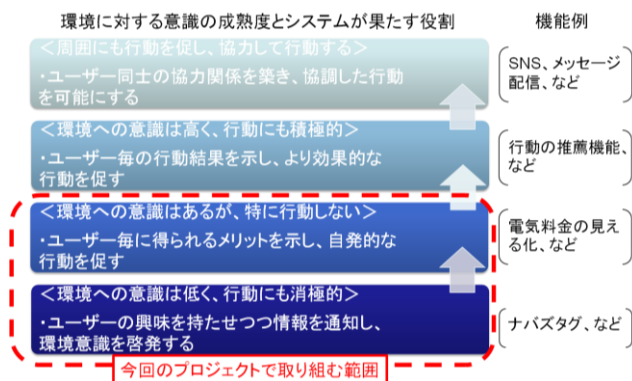 環境に対する意識の成熟度とシステムが果たす役割
機能例
＜周囲にも行動を促し、協力して行動する＞
・ユーザー同士の協力関係を築き、協調した行動
を可能にする
SNS、メッセージ
配信、など
＜環境への意識は高く、行動にも積極的＞
・ユーザー毎の行動結果を示し、より効果的な
行動を促す
行動の推薦機能、
など
＜環境への意識はあるが、特に行動しない＞
・ユーザー毎に得られるメリットを示し、自発的な
行動を促す
電気料金の見え
る化、など
＜環境への意識は低く、行動にも消極的＞
・ユーザーの興味を持たせつつ情報を通知し、
環境意識を啓発する
ナバズタグ、など
今回のプロジェクトで取り組む範囲